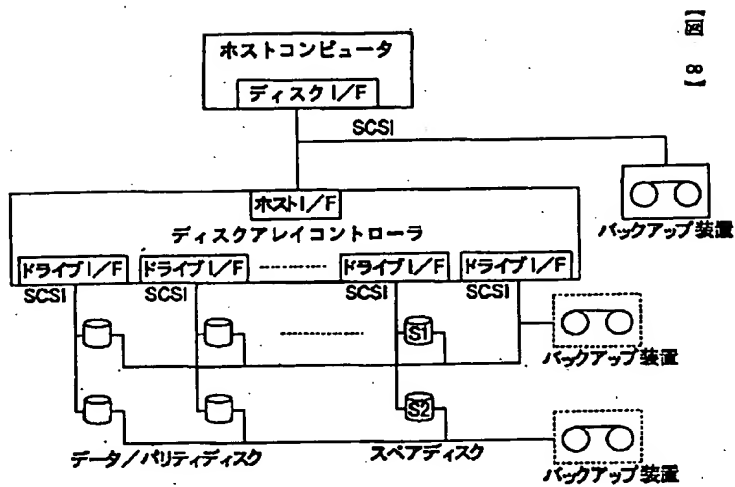 【図 8】
ホストコンピュータ
ディスクI/F
SCSI
バックアップ装置
ホストI/F
ディスクアレイコントローラ
ドライブI/F ドライブI/F ドライブI/F ドライブI/F
SCSI SCSI SCSI SCSI
S1
バックアップ装置
S2
データ/パリティディスク スペアディスク
バックアップ装置